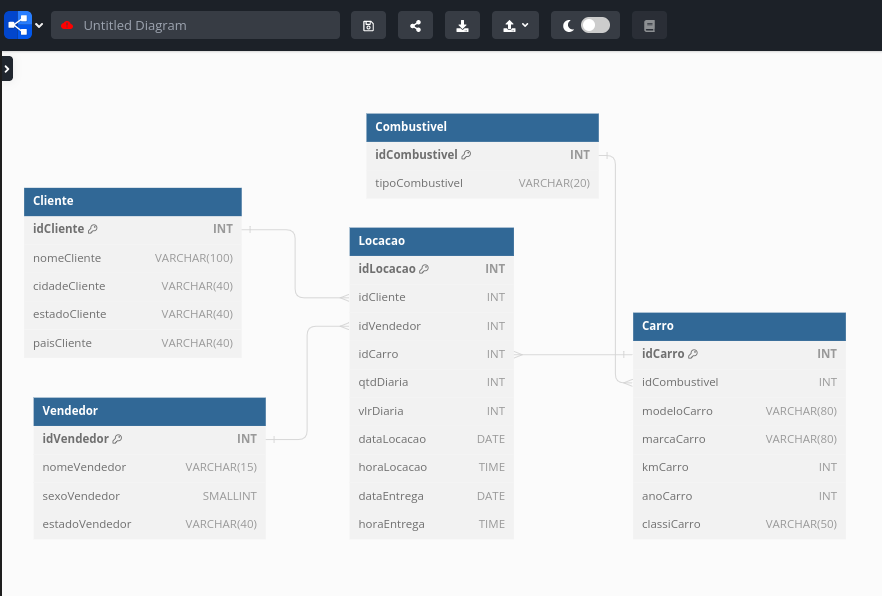 Untitled Diagram
Combustivel
idCombustivel INT
tipoCombustivel VARCHAR(20)
Cliente
idCliente INT
nomeCliente VARCHAR(100)
cidadeCliente VARCHAR(40)
estadoCliente VARCHAR(40)
paisCliente VARCHAR(40)
Locacao
idLocacao INT
idCliente INT
idVendedor INT
idCarro INT
qtdDiaria INT
vlrDiaria INT
dataLocacao DATE
horaLocacao TIME
dataEntrega DATE
horaEntrega TIME
Carro
idCarro INT
idCombustivel INT
modeloCarro VARCHAR(80)
marcaCarro VARCHAR(80)
kmCarro INT
anoCarro INT
classiCarro VARCHAR(50)
Vendedor
idVendedor INT
nomeVendedor VARCHAR(15)
sexoVendedor SMALLINT
estadoVendedor VARCHAR(40)